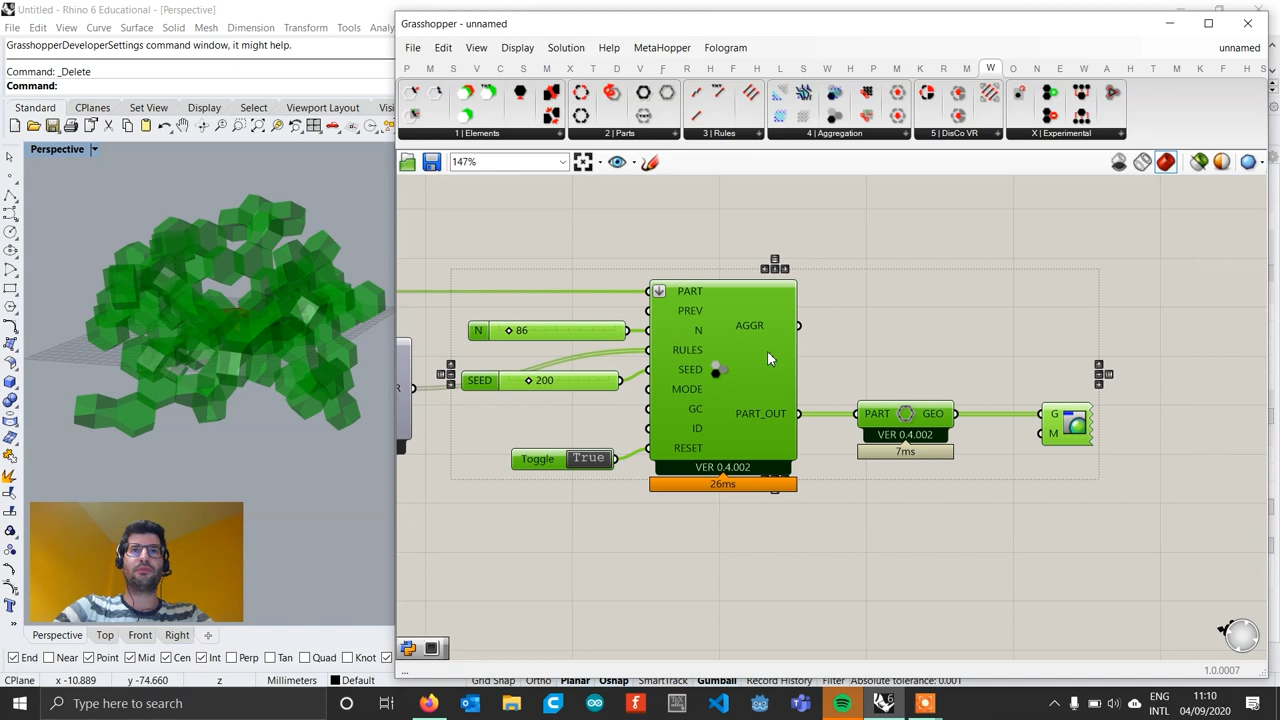 Untitled - Rhino 6 Educational - [Perspective]
File Edit View Curve Surface Solid Mesh Dimension Transform Tools
GrasshopperDeveloperSettings command window, it might help.
Command: _Delete
Command:
Standard CPlanes Set View Display Select Viewport Layout
Perspective
Grasshopper - unnamed
File Edit View Display Solution Help MetaHopper Fologram unnamed
P M S V C S M P T D V F R H R H L P W H P G K R M W O N K E W A H S
1 | Elements 2 | Parts 3 | Rules 4 | Aggregation 5 | DisCo VR X | Experimental
147%
PART
PREV
N 86 N AGGR
RULES
SEED 200 SEED
MODE
GC PART_OUT PART GEO G
ID VER 0.4.002 M
Toggle True RESET 7ms
VER 0.4.002
26ms
R
Perspective Top Front Right
End Near Point Mid Cen Int Perp Tan Quad Knot
... 1.0.0007
CPlane x -10.889 y -74.660 z Millimeters Default Grid Snap Ortho Planar Osnap SmartTrack Gumball Record History Filter Absolute tolerance: 0.001
Type here to search
ENG 11:10
INTL 04/09/2020